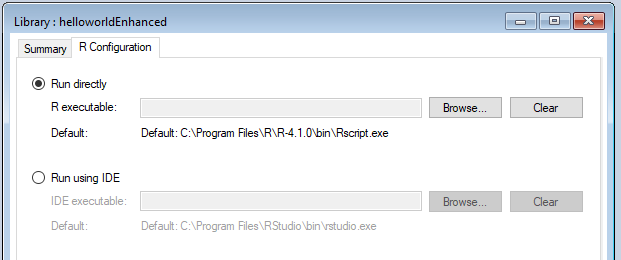 Library : helloworldEnhanced
Summary R Configuration
Run directly
R executable: Browse... Clear
Default: Default: C:\Program Files\R\R-4.1.0\bin\Rscript.exe
Run using IDE
IDE executable: Browse... Clear
Default: Default: C:\Program Files\RStudio\bin\rstudio.exe